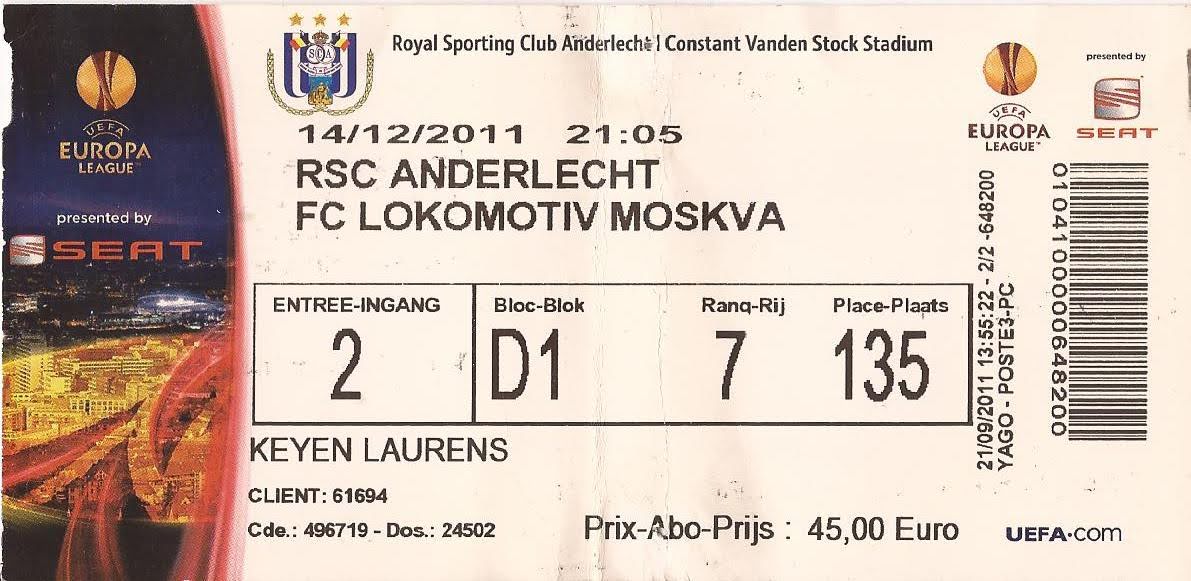 UEFA
EUROPA
LEAGUE™
presented by
SEAT
Royal Sporting Club Anderlecht | Constant Vanden Stock Stadium
14/12/2011 21:05
RSC ANDERLECHT
FC LOKOMOTIV MOSKVA
ENTREE-INGANG
2
Bloc-Blok Rang-Rij Place-Plaats
D1 7 135
KEYEN LAURENS
CLIENT: 61694
Cde.: 496719 - Dos.: 24502
Prix-Abo-Prijs : 45,00 Euro
UEFA
EUROPA
LEAGUE™
presented by
SEAT
21/09/2011 13:55:22 - 2/2 -648200
YAGO - POSTE3-PC
01041000000648200
UEFA.com